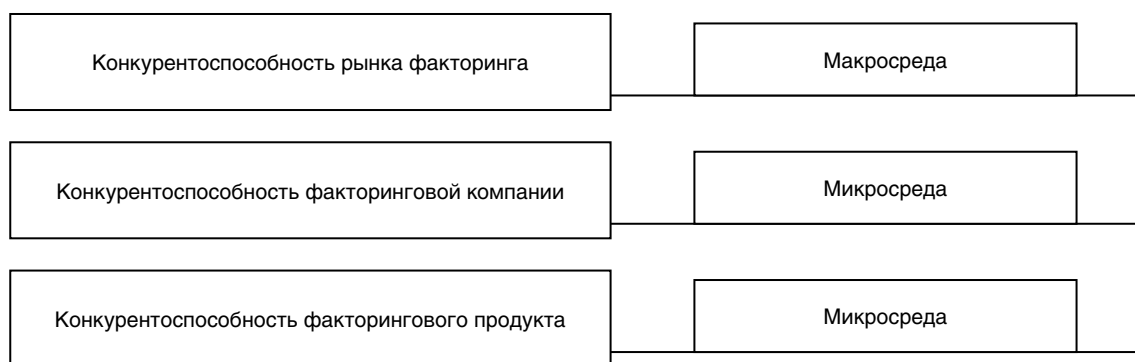 Конкурентоспособность рынка факторинга
Макросреда
Конкурентоспособность факторинговой компании
Микросреда
Конкурентоспособность факторингового продукта
Микросреда